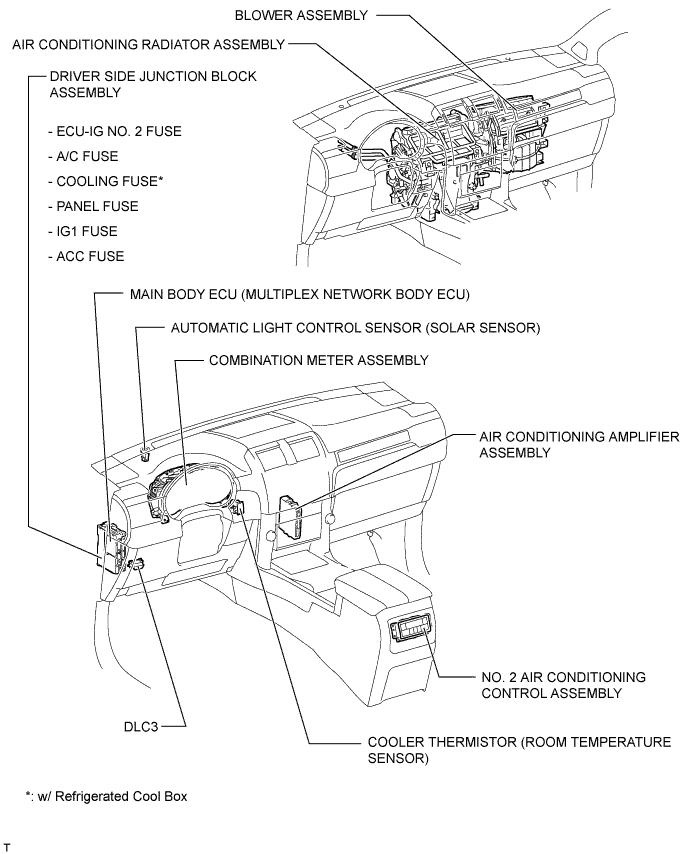 BLOWER ASSEMBLY
AIR CONDITIONING RADIATOR ASSEMBLY
DRIVER SIDE JUNCTION BLOCK
ASSEMBLY
- ECU-IG NO. 2 FUSE
- A/C FUSE
- COOLING FUSE*
- PANEL FUSE
- IG1 FUSE
- ACC FUSE
MAIN BODY ECU (MULTIPLEX NETWORK BODY ECU)
AUTOMATIC LIGHT CONTROL SENSOR (SOLAR SENSOR)
COMBINATION METER ASSEMBLY
AIR CONDITIONING AMPLIFIER
ASSEMBLY
NO. 2 AIR CONDITIONING
CONTROL ASSEMBLY
DLC3
COOLER THERMISTOR (ROOM TEMPERATURE
SENSOR)
*: w/ Refrigerated Cool Box
T